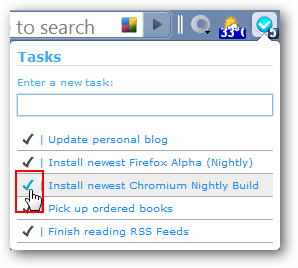 to search
33°(
5
Tasks
Enter a new task:
Update personal blog
Install newest Firefox Alpha (Nightly)
Install newest Chromium Nightly Build
Pick up ordered books
Finish reading RSS Feeds